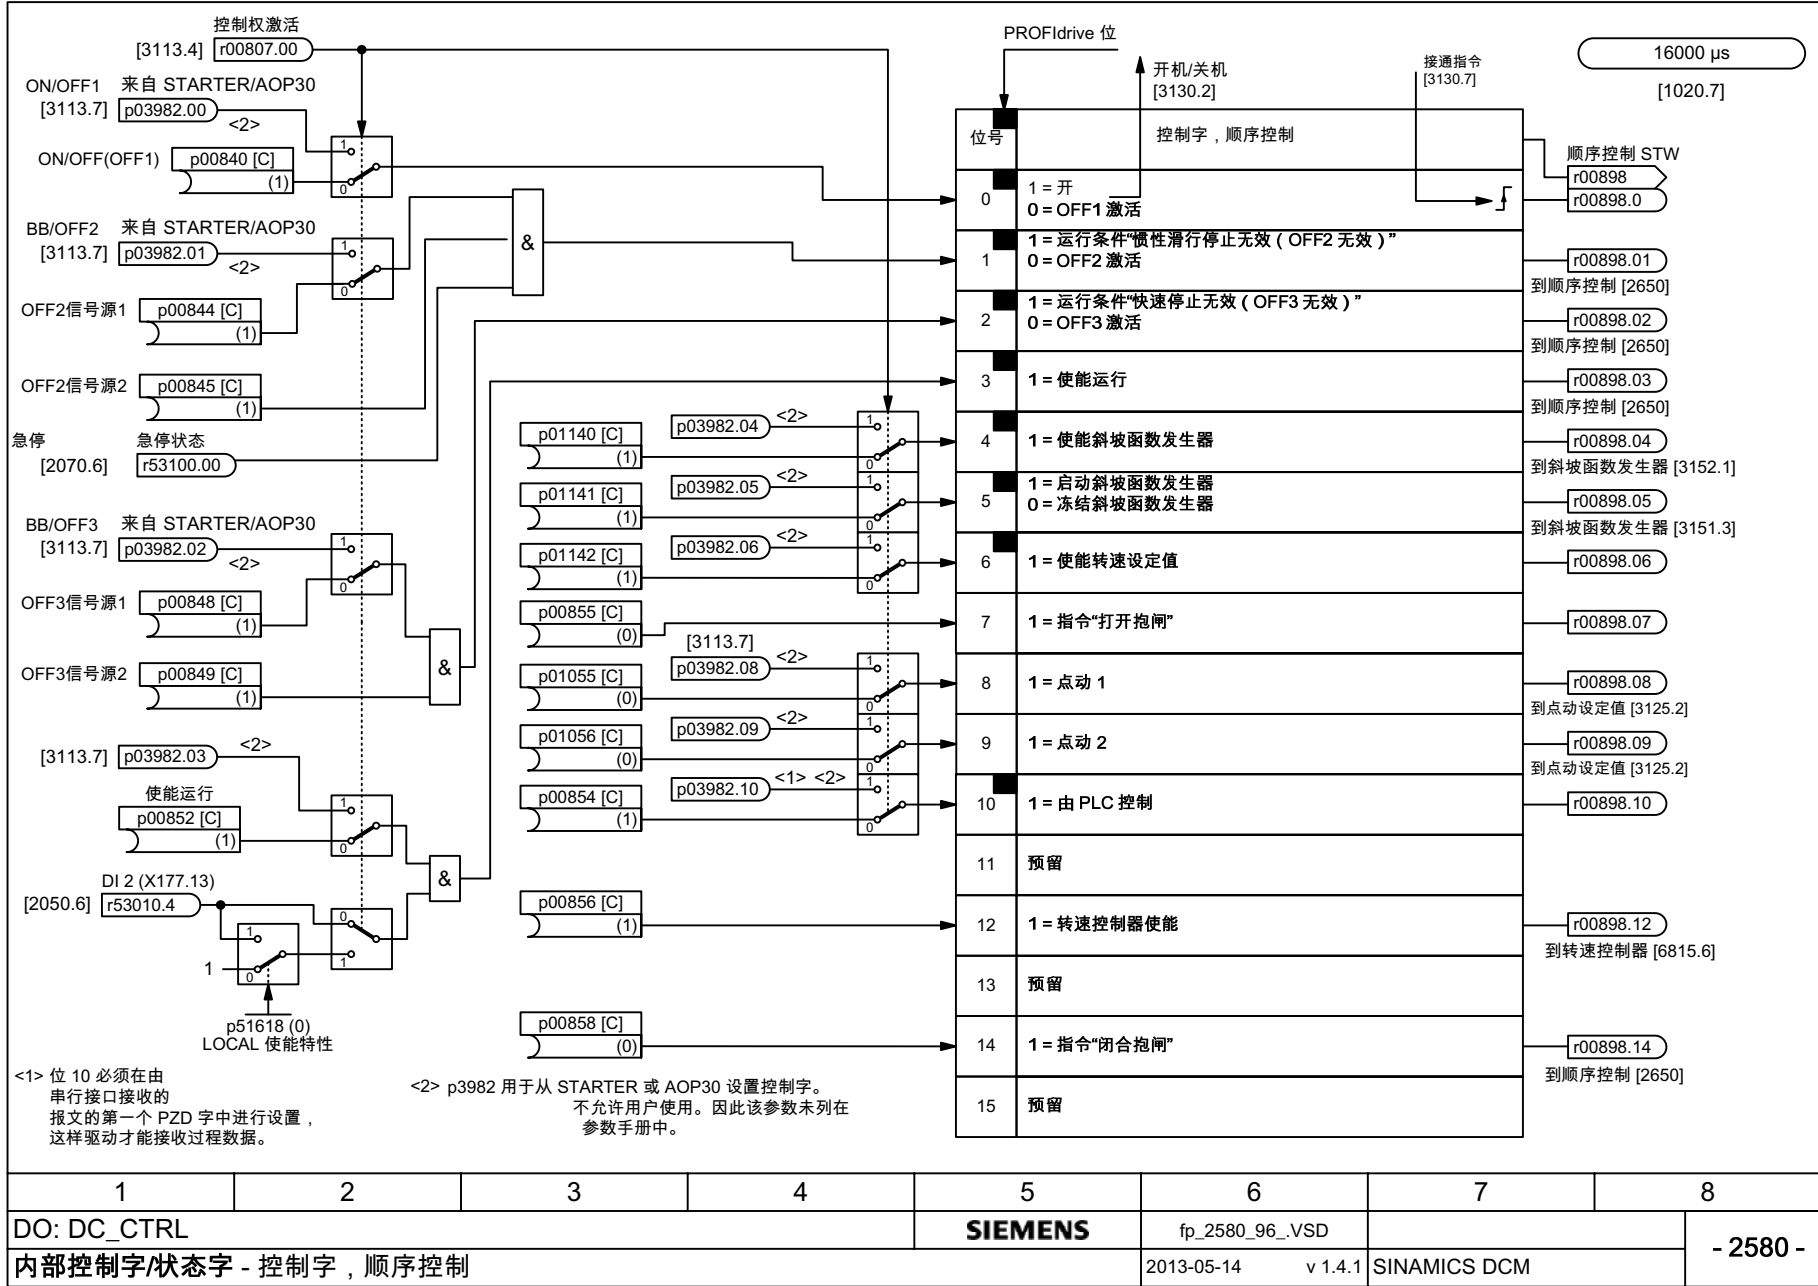 控制权激活
[3113.4] r00807.00
ON/OFF1 来自 STARTER/AOP30
[3113.7] p03982.00
<2>
1
ON/OFF(OFF1) p00840 [C]
(1)
0
BB/OFF2 来自 STARTER/AOP30
[3113.7] p03982.01
<2>
1
0
&
OFF2信号源1 p00844 [C]
(1)
OFF2信号源2 p00845 [C]
(1)
急停 急停状态
[2070.6] r53100.00
BB/OFF3 来自 STARTER/AOP30
[3113.7] p03982.02
<2>
1
0
OFF3信号源1 p00848 [C]
(1)
&
OFF3信号源2 p00849 [C]
(1)
[3113.7] p03982.03 <2>
使能运行
p00852 [C]
(1)
1
0
&
DI 2 (X177.13)
[2050.6] r53010.4
0
1
1
1
0
p51618 (0)
LOCAL 使能特性
p01140 [C]
(1)
p03982.04 <2>
1
0
p01141 [C]
(1)
p03982.05 <2>
1
0
p01142 [C]
(1)
p03982.06 <2>
1
0
p00855 [C]
(0)
[3113.7]
p01055 [C]
(0)
p03982.08 <2>
1
0
p01056 [C]
(0)
p03982.09 <2>
1
0
p00854 [C]
(1)
p03982.10 <1> <2>
1
0
p00856 [C]
(1)
p00858 [C]
(0)
PROFIdrive 位
开机/关机
[3130.2]
接通指令
[3130.7]
16000 µs
[1020.7]
位号 控制字，顺序控制
顺序控制 STW
r00898
0 1 = 开
0 = OFF1 激活
r00898.0
1 1 = 运行条件“惯性滑行停止无效（OFF2 无效）”
0 = OFF2 激活
r00898.01
到顺序控制 [2650]
2 1 = 运行条件“快速停止无效（OFF3 无效）”
0 = OFF3 激活
r00898.02
到顺序控制 [2650]
3 1 = 使能运行 r00898.03
到顺序控制 [2650]
4 1 = 使能斜坡函数发生器 r00898.04
到斜坡函数发生器 [3152.1]
5 1 = 启动斜坡函数发生器
0 = 冻结斜坡函数发生器
r00898.05
到斜坡函数发生器 [3151.3]
6 1 = 使能转速设定值 r00898.06
7 1 = 指令“打开抱闸” r00898.07
8 1 = 点动 1 r00898.08
到点动设定值 [3125.2]
9 1 = 点动 2 r00898.09
到点动设定值 [3125.2]
10 1 = 由 PLC 控制 r00898.10
11 预留
12 1 = 转速控制器使能 r00898.12
到转速控制器 [6815.6]
13 预留
14 1 = 指令“闭合抱闸” r00898.14
到顺序控制 [2650]
15 预留
<1> 位 10 必须在由
串行接口接收的
报文的第一个 PZD 字中进行设置，
这样驱动才能接收过程数据。
<2> p3982 用于从 STARTER 或 AOP30 设置控制字。
不允许用户使用。因此该参数未列在
参数手册中。
1 2 3 4 5 6 7 8
DO: DC_CTRL SIEMENS fp_2580_96_.VSD
- 2580 -
内部控制字/状态字 - 控制字，顺序控制 2013-05-14 v 1.4.1 SINAMICS DCM